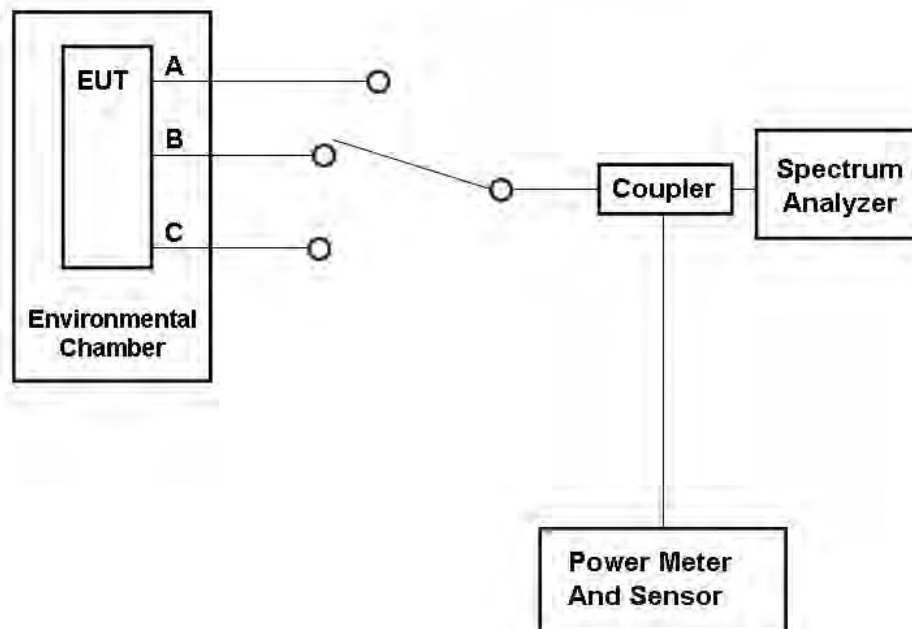 EUT
A
B
C
Environmental
Chamber
Coupler
Spectrum
Analyzer
Power Meter
And Sensor